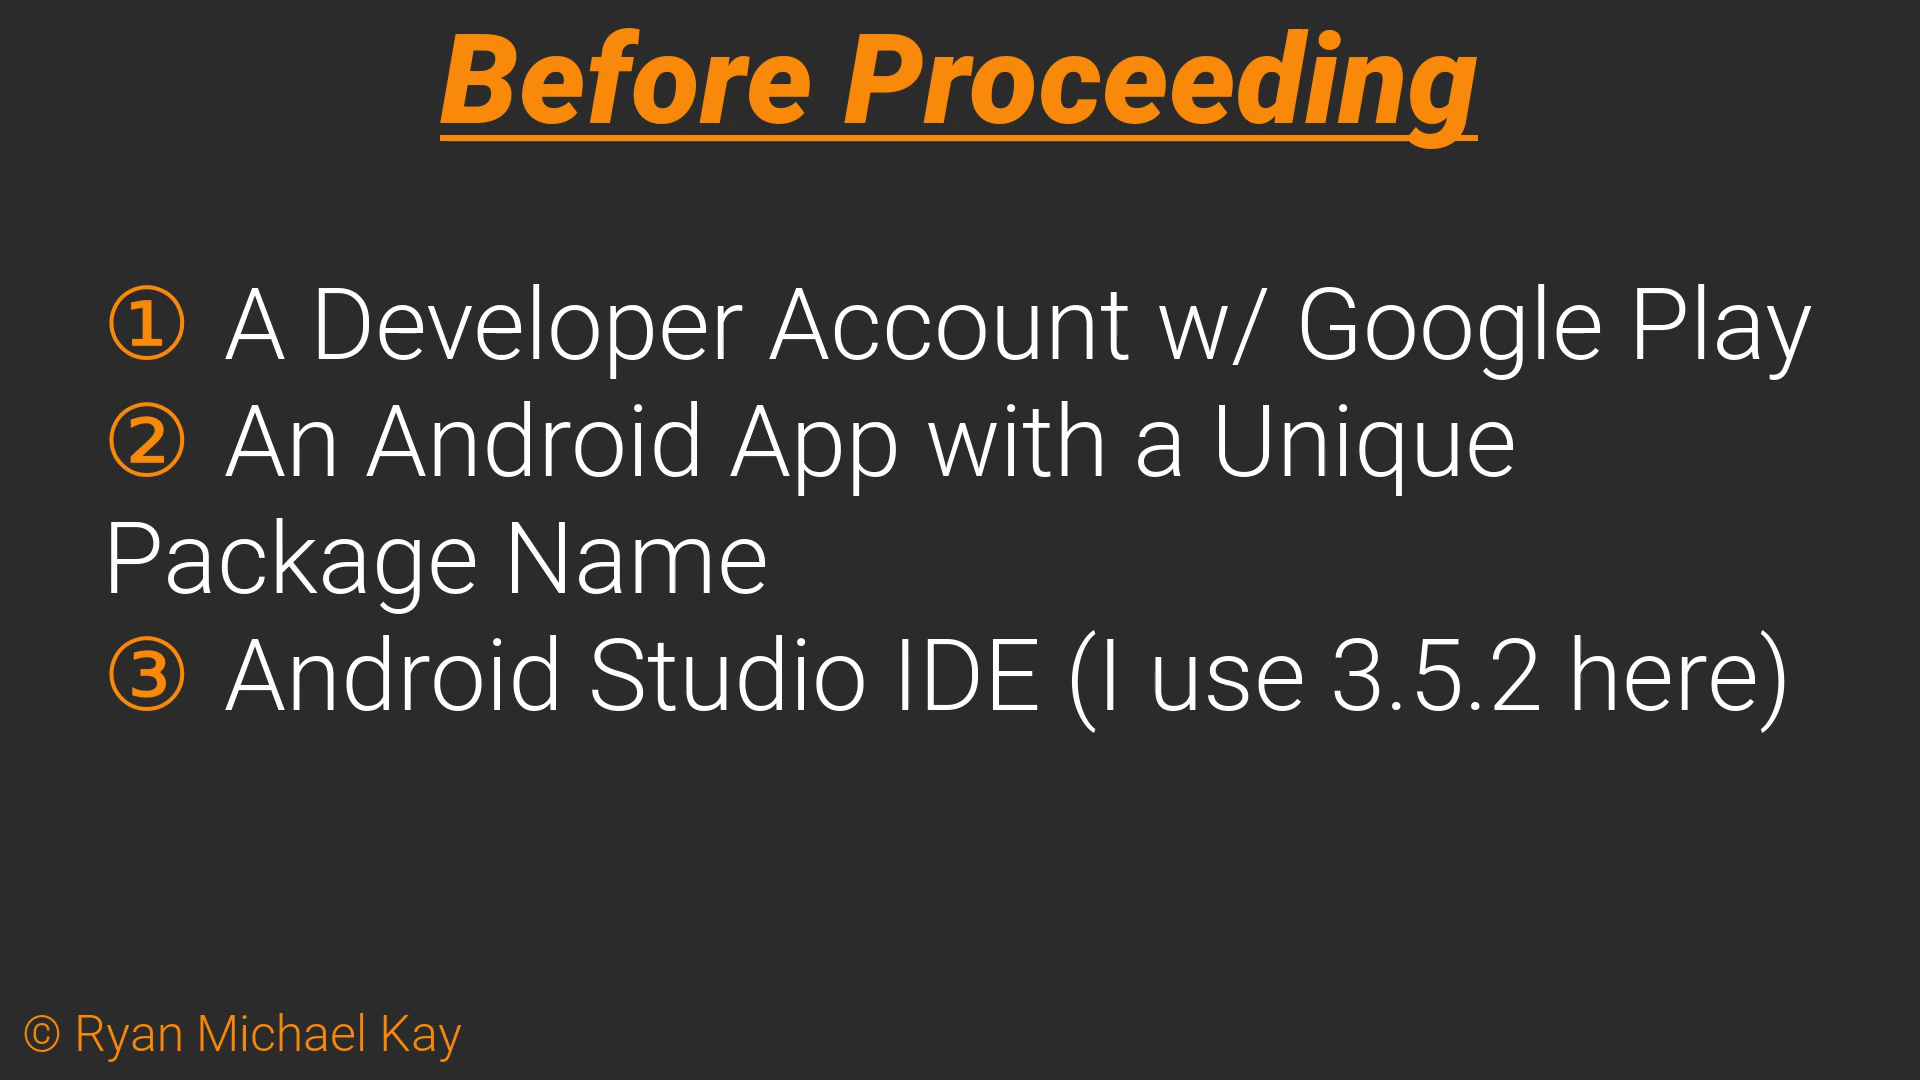 Before Proceeding
① A Developer Account w/ Google Play
② An Android App with a Unique
Package Name
③ Android Studio IDE (I use 3.5.2 here)
© Ryan Michael Kay